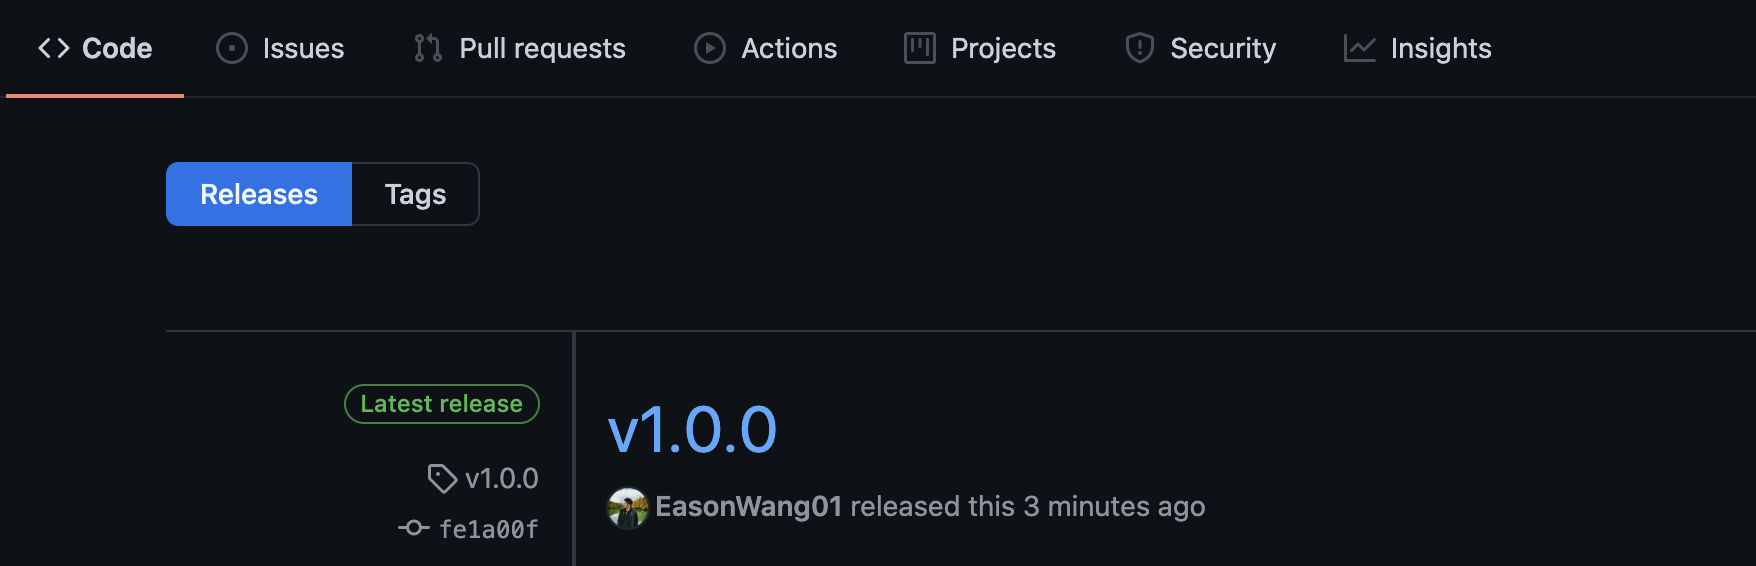 Code Issues Pull requests Actions Projects Security Insights
Releases Tags
Latest release
v1.0.0
fe1a00f
v1.0.0
EasonWang01 released this 3 minutes ago